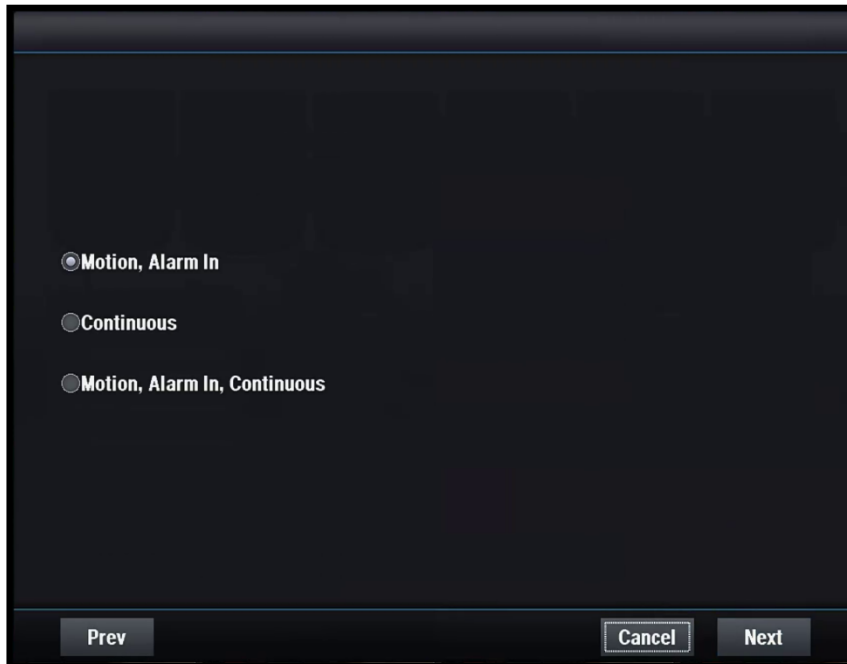 Motion, Alarm In
Continuous
Motion, Alarm In, Continuous
Prev
Cancel
Next